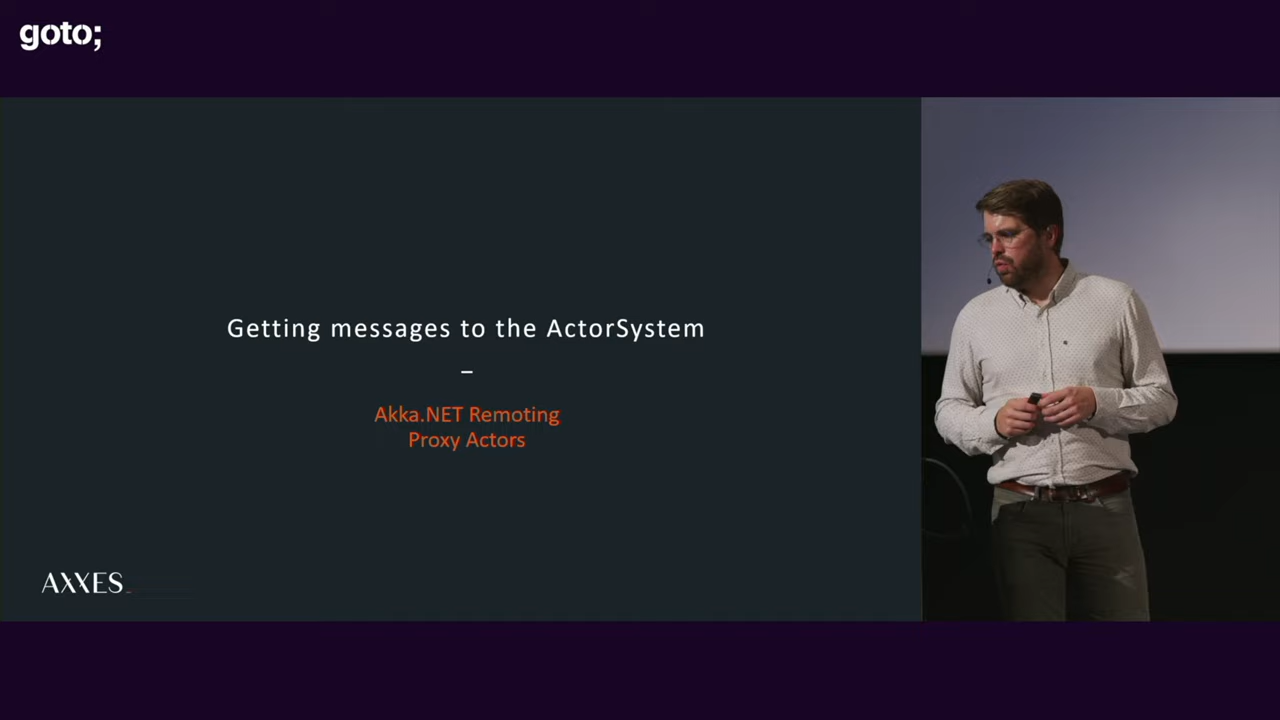 goto;
Getting messages to the ActorSystem
–
Akka.NET Remoting
Proxy Actors
AXXES